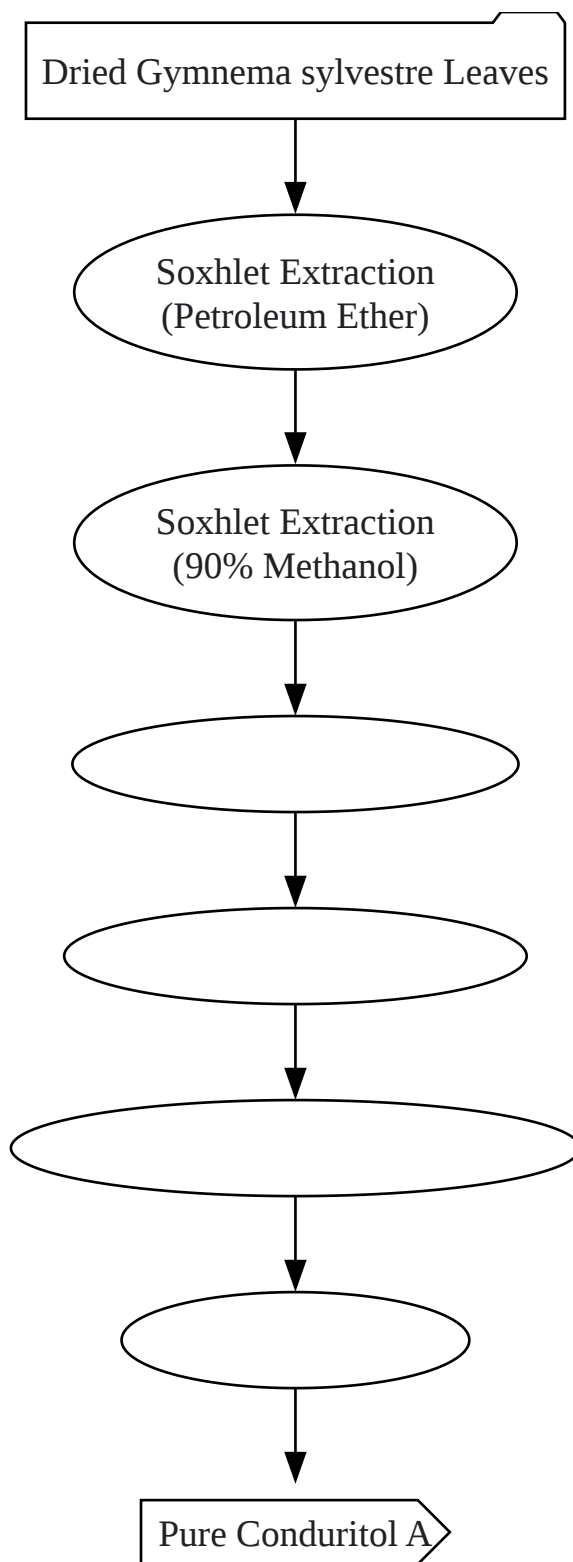 Dried Gymnema sylvestre Leaves
Soxhlet Extraction
(Petroleum Ether)
Soxhlet Extraction
(90% Methanol)
Pure Conduritol A